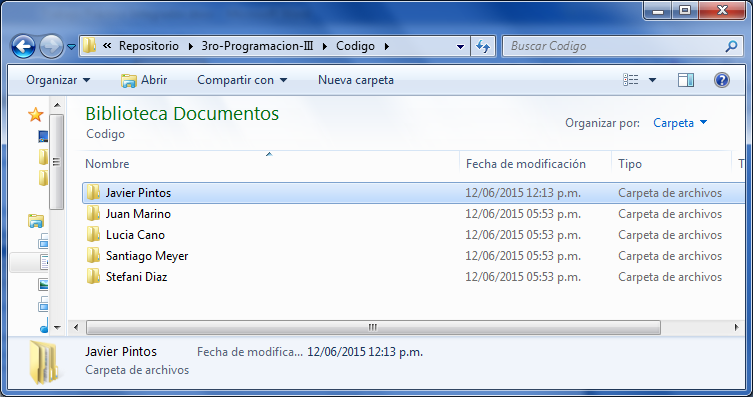 « Repositorio ▸ 3ro-Programacion-III ▸ Codigo ▸ Buscar Codigo
Organizar ▾ Abrir Compartir con ▾ Nueva carpeta
Biblioteca Documentos
Codigo
Organizar por: Carpeta ▾
Nombre Fecha de modificación Tipo T
Javier Pintos 12/06/2015 12:13 p.m. Carpeta de archivos
Juan Marino 12/06/2015 05:53 p.m. Carpeta de archivos
Lucia Cano 12/06/2015 05:53 p.m. Carpeta de archivos
Santiago Meyer 12/06/2015 05:53 p.m. Carpeta de archivos
Stefani Diaz 12/06/2015 05:53 p.m. Carpeta de archivos
Javier Pintos Fecha de modifica... 12/06/2015 12:13 p.m.
Carpeta de archivos